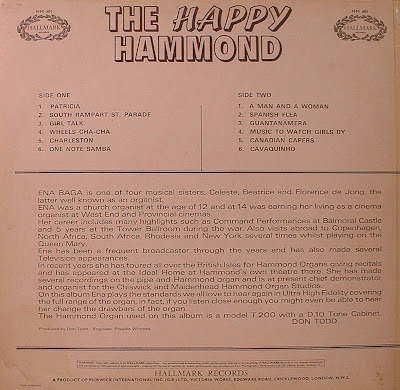 HALLMARK
THE HAPPY
HAMMOND
HALLMARK
SIDE ONE
1. PATRICIA
2. SOUTH RAMPART ST. PARADE
3. GIRL TALK
4. WHEELS CHA-CHA
5. CHARLESTON
6. ONE NOTE SAMBA
SIDE TWO
1. A MAN AND A WOMAN
2. SPANISH FLEA
3. GUANTANAMERA
4. MUSIC TO WATCH GIRLS BY
5. CANADIAN CAPERS
6. CAVAQUINHO
ENA BAGA is one of four musical sisters, Celeste, Beatrice and Florence de Jong, the
latter well known as an organist.
ENA was a church organist at the age of 12 and at 14 was earning her living as a cinema
organist at West End and Provincial cinemas.
Her career includes many highlights such as Command Performances at Balmoral Castle
and 5 years at the Tower Ballroom during the war. Also visits abroad to Copenhagen,
North Africa, South Africa, Rhodesia and New York several times whilst playing on the
Queen Mary.
Ena has been a frequent broadcaster through the years and has also made several
Television appearances.
In recent years she has toured all over the British Isles for Hammond Organs giving recitals
and has appeared at the Ideal Home at Hammond's own theatre there. She has made
several recordings on the pipe and Hammond organ and is at present chief demonstrator
and organist for the Chiswick and Maidenhead Hammond Organ Studios.
On this album Ena plays the standards we all love to hear again in Ultra High Fidelity covering
the full range of the organ, in fact, if you listen close enough you might even be able to hear
her change the drawbars of the organ.
The Hammond Organ used on this album is a model T.200 with a D.10 Tone Cabinet.
DON TODD.
Produced by Don Todd
HALLMARK RECORDS
A PRODUCT OF PICKWICK INTERNATIONAL INC. (G.B.) LTD., VICTORIA WORKS, EDGWARE ROAD, CRICKLEWOOD, LONDON, N.W.2.